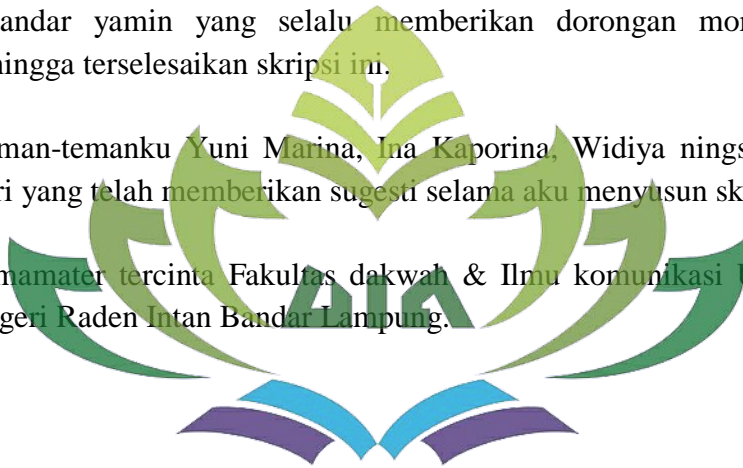 andar yamin yang selalu memberikan dorongan mor
hingga terselesaikan skripsi ini.
man-temanku Yuni Marina, Ina Kaporina, Widiya nings
ri yang telah memberikan sugesti selama aku menyusun sk
mamater tercinta Fakultas dakwah & Ilmu komunikasi U
geri Raden Intan Bandar Lampung.